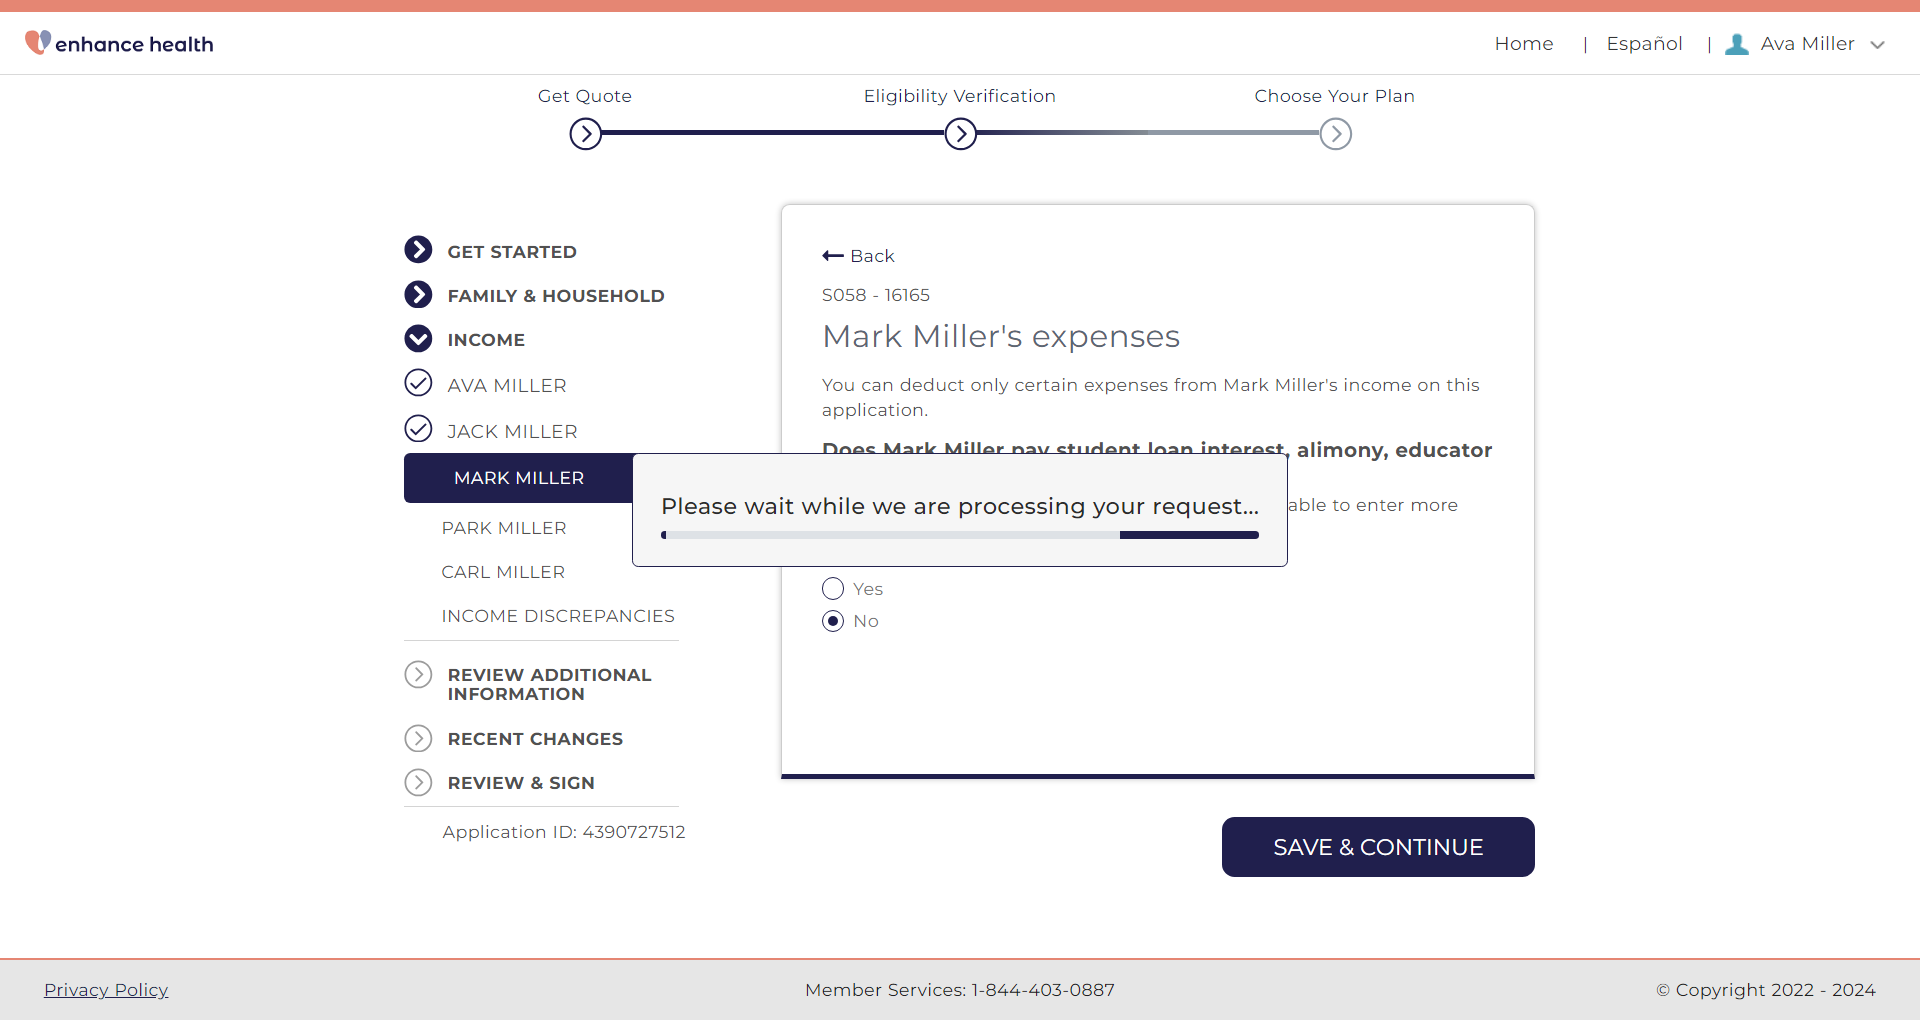 enhance health
Home | Español | Ava Miller
Get Quote
Eligibility Verification
Choose Your Plan
GET STARTED
FAMILY & HOUSEHOLD
INCOME
AVA MILLER
JACK MILLER
MARK MILLER
PARK MILLER
CARL MILLER
INCOME DISCREPANCIES
REVIEW ADDITIONAL
INFORMATION
RECENT CHANGES
REVIEW & SIGN
Application ID: 4390727512
Back
S058 - 16165
Mark Miller's expenses
You can deduct only certain expenses from Mark Miller's income on this
application.
Does Mark Miller pay student loan interest, alimony, educator
able to enter more
Please wait while we are processing your request...
Yes
No
SAVE & CONTINUE
Privacy Policy
Member Services: 1-844-403-0887
© Copyright 2022 - 2024